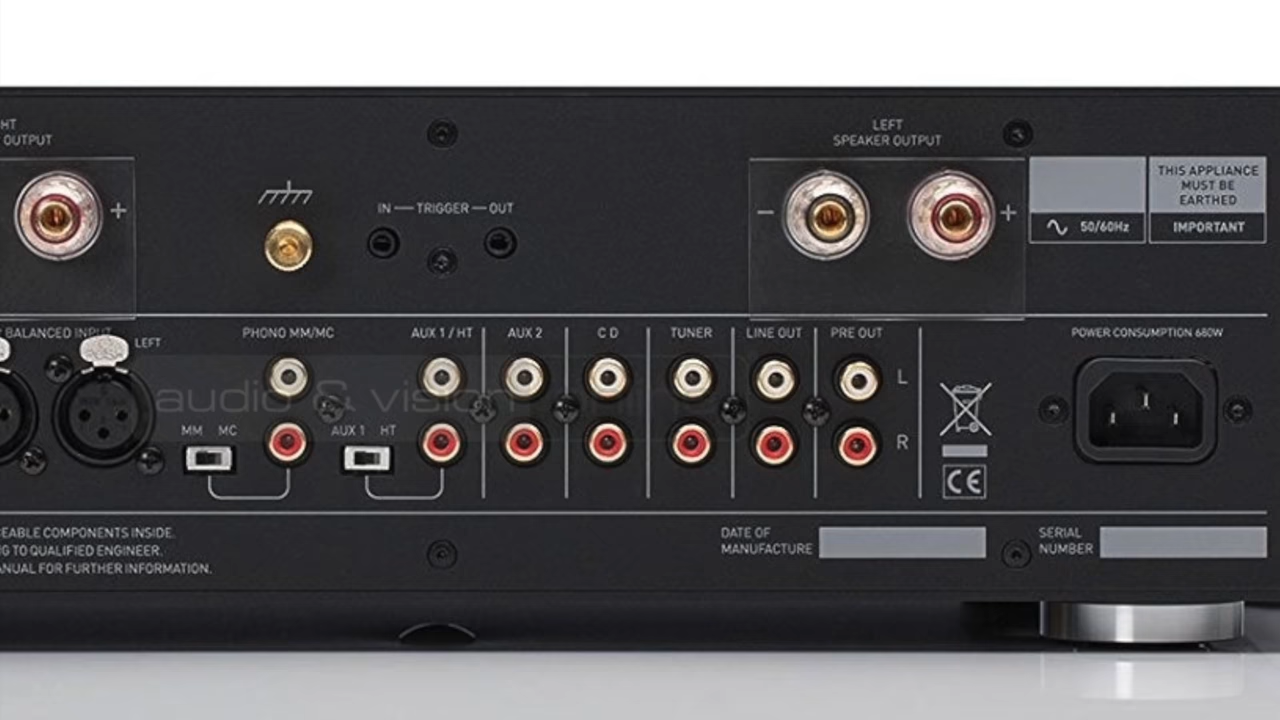 HT
OUTPUT
+
LEFT
SPEAKER OUTPUT
− +
IN — TRIGGER — OUT
THIS APPLIANCE
MUST BE
EARTHED
50/60Hz
IMPORTANT
BALANCED INPUT
LEFT
PHONO MM/MC
AUX 1 / HT
AUX 2
CD
TUNER
LINE OUT
PRE OUT
POWER CONSUMPTION 680W
L
audio & vision online
MM MC
AUX 1 HT
R
CE
EABLE COMPONENTS INSIDE.
G TO QUALIFIED ENGINEER.
ANUAL FOR FURTHER INFORMATION.
DATE OF
MANUFACTURE
SERIAL
NUMBER